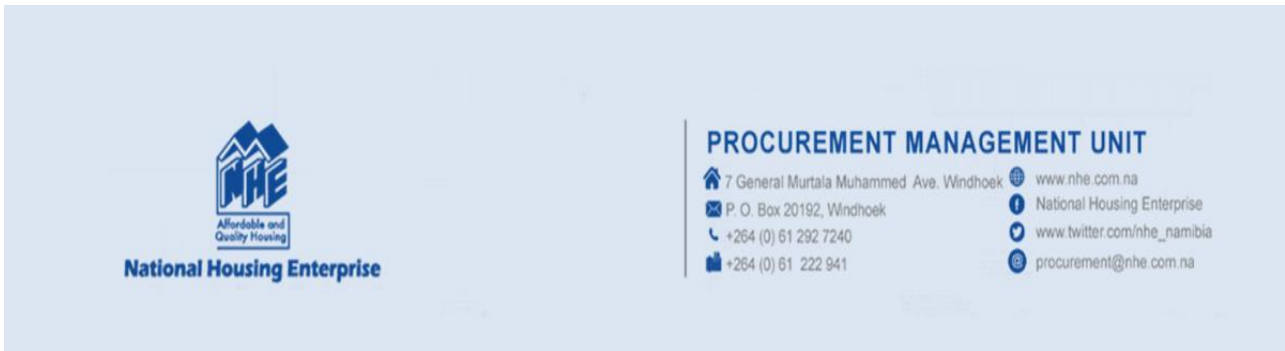 NHE
Affordable and
Quality Housing
National Housing Enterprise
PROCUREMENT MANAGEMENT UNIT
7 General Murtala Muhammed Ave. Windhoek
P. O. Box 20192, Windhoek
+264 (0) 61 292 7240
+264 (0) 61 222 941
www.nhe.com.na
National Housing Enterprise
www.twitter.com/nhe_namibia
procurement@nhe.com.na